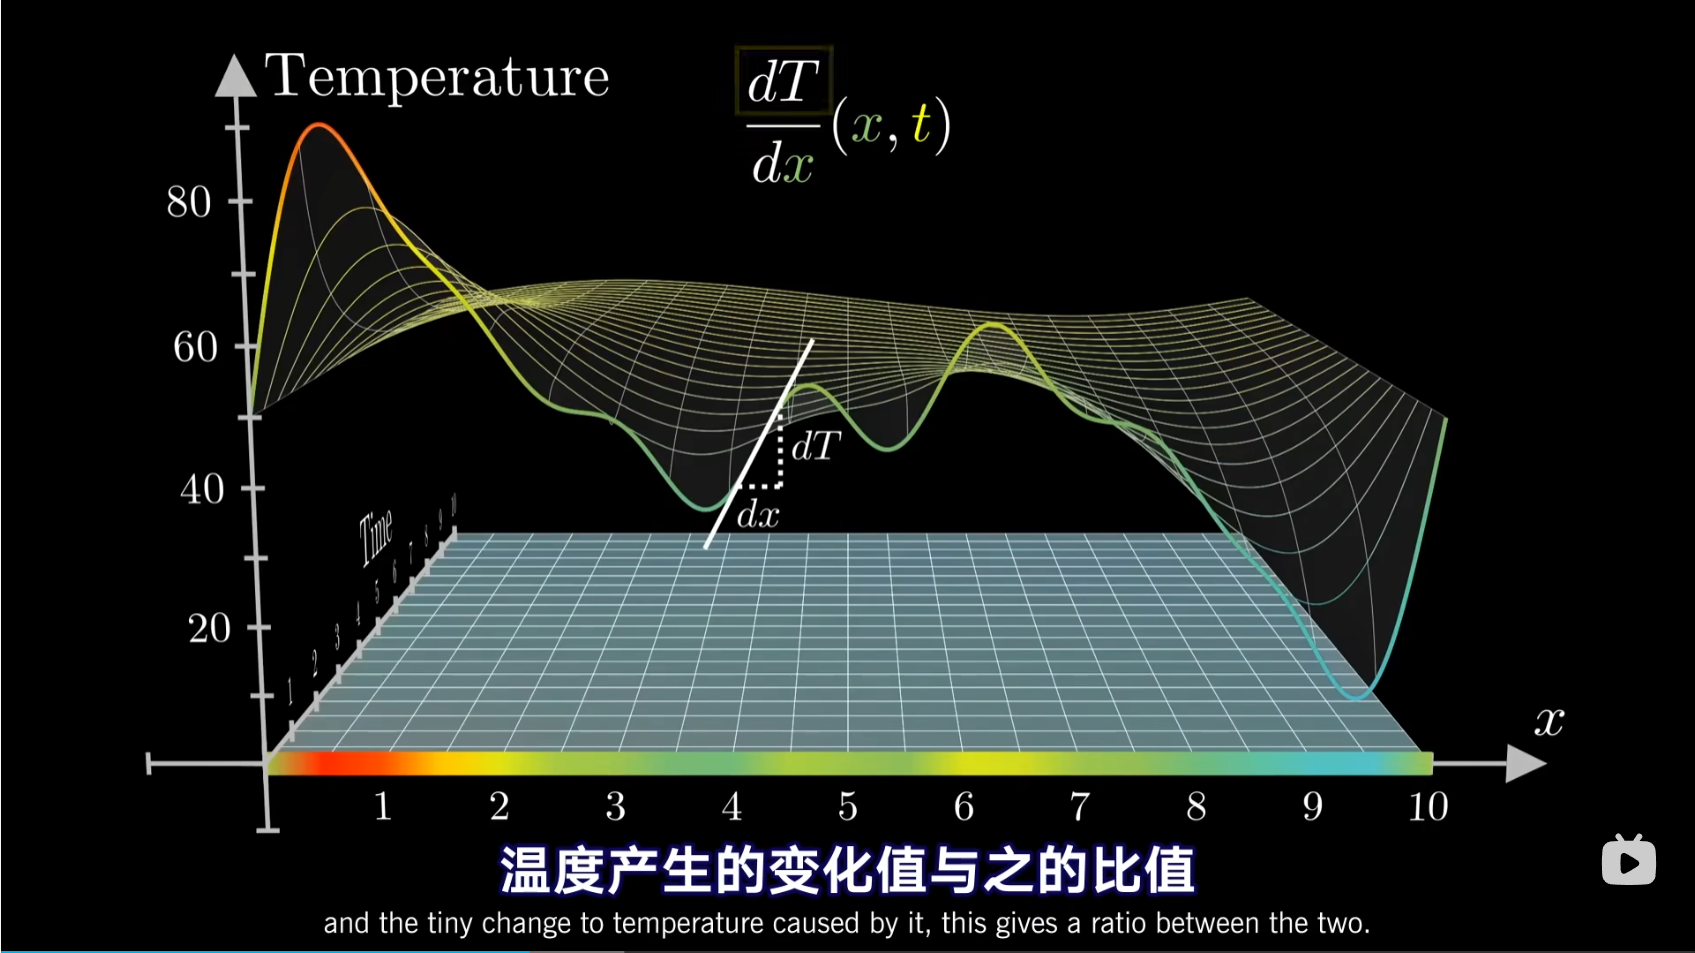 Temperature
dT
dx
(x, t)
80
60
40
20
Time
1
2
3
4
5
6
7
8
9
10
dT
dx
x
1
2
3
4
5
6
7
8
9
10
温度产生的变化值与之的比值
and the tiny change to temperature caused by it, this gives a ratio between the two.